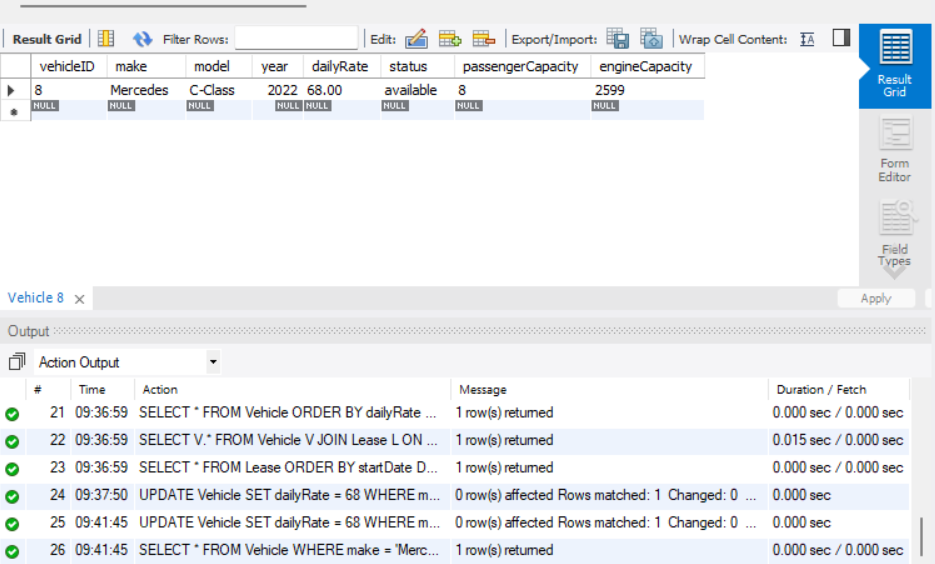 Result Grid Filter Rows: Edit: Export/Import: Wrap Cell Content: IA
vehicleID make model year dailyRate status passengerCapacity engineCapacity
8 Mercedes C-Class 2022 68.00 available 8 2599
NULL NULL NULL NULL NULL NULL NULL NULL
Result
Grid
Form
Editor
Field
Types
Vehicle 8 Apply
Output
Action Output
# Time Action Message Duration / Fetch
21 09:36:59 SELECT * FROM Vehicle ORDER BY dailyRate ... 1 row(s) returned 0.000 sec / 0.000 sec
22 09:36:59 SELECT V.* FROM Vehicle V JOIN Lease L ON ... 1 row(s) returned 0.015 sec / 0.000 sec
23 09:36:59 SELECT * FROM Lease ORDER BY startDate D... 1 row(s) returned 0.000 sec / 0.000 sec
24 09:37:50 UPDATE Vehicle SET dailyRate = 68 WHERE m... 0 row(s) affected Rows matched: 1 Changed: 0 ... 0.000 sec
25 09:41:45 UPDATE Vehicle SET dailyRate = 68 WHERE m... 0 row(s) affected Rows matched: 1 Changed: 0 ... 0.000 sec
26 09:41:45 SELECT * FROM Vehicle WHERE make = 'Merc... 1 row(s) returned 0.000 sec / 0.000 sec